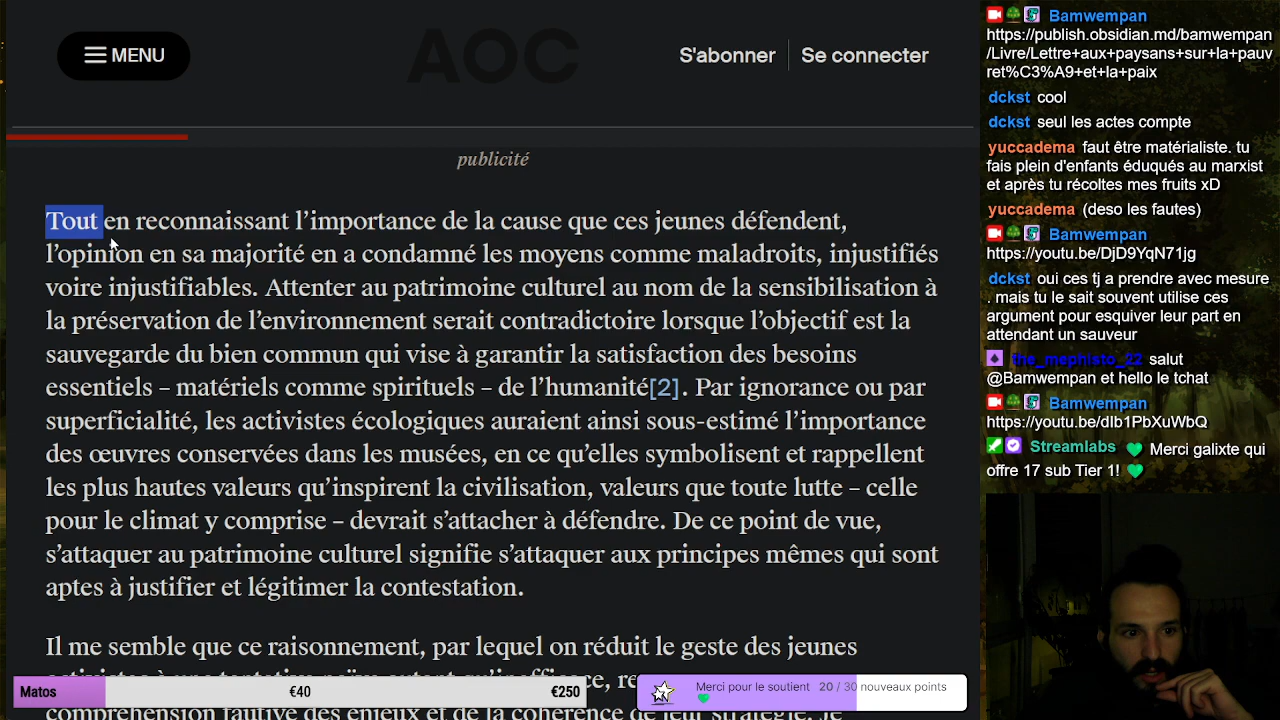 MENU
AOC
S'abonner
Se connecter
publicité
Tout en reconnaissant l’importance de la cause que ces jeunes défendent,
l’opinion en sa majorité en a condamné les moyens comme maladroits, injustifiés
voire injustifiables. Attenter au patrimoine culturel au nom de la sensibilisation à
la préservation de l’environnement serait contradictoire lorsque l’objectif est la
sauvegarde du bien commun qui vise à garantir la satisfaction des besoins
essentiels – matériels comme spirituels – de l’humanité[2]. Par ignorance ou par
superficialité, les activistes écologiques auraient ainsi sous-estimé l’importance
des œuvres conservées dans les musées, en ce qu’elles symbolisent et rappellent
les plus hautes valeurs qu’inspirent la civilisation, valeurs que toute lutte – celle
pour le climat y comprise – devrait s’attacher à défendre. De ce point de vue,
s’attaquer au patrimoine culturel signifie s’attaquer aux principes mêmes qui sont
aptes à justifier et légitimer la contestation.
Il me semble que ce raisonnement, par lequel on réduit le geste des jeunes
Matos
€40
€250
Merci pour le soutient 20 / 30 nouveaux points
Bamwempan
https://publish.obsidian.md/bamwempan
/Livre/Lettre+aux+paysans+sur+la+pauv
ret%C3%A9+et+la+paix
dckst cool
dckst seul les actes compte
yuccadema faut être matérialiste. tu
fais plein d'enfants éduqués au marxist
et après tu récoltes mes fruits xD
yuccadema (deso les fautes)
Bamwempan
https://youtu.be/DjD9YqN71jg
dckst oui ces tj a prendre avec mesure
. mais tu le sait souvent utilise ces
argument pour esquiver leur part en
attendant un sauveur
the_mephisto_22 salut
@Bamwempan et hello le tchat
Bamwempan
https://youtu.be/dIb1PbXuWbQ
Streamlabs Merci galixte qui
offre 17 sub Tier 1!